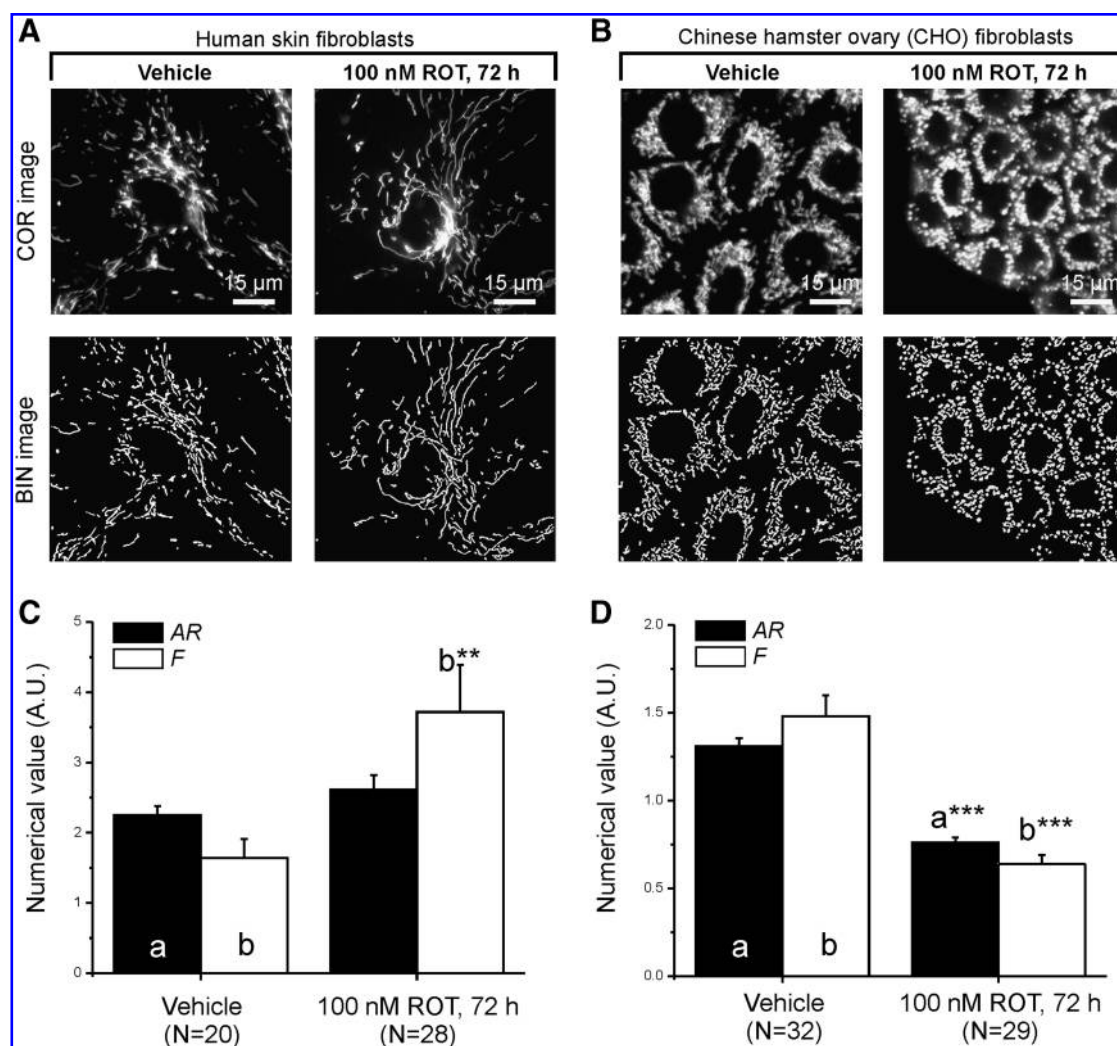 A
Human skin fibroblasts
Vehicle
100 nM ROT, 72 h
COR image
15 μm
15 μm
BIN image
B
Chinese hamster ovary (CHO) fibroblasts
Vehicle
100 nM ROT, 72 h
15 μm
15 μm
C
AR
F
Numerical value (A.U.)
5
4
3
2
1
0
a
b
b**
Vehicle
(N=20)
100 nM ROT, 72 h
(N=28)
D
AR
F
Numerical value (A.U.)
2.0
1.5
1.0
0.5
0.0
a
b
a***
b***
Vehicle
(N=32)
100 nM ROT, 72 h
(N=29)